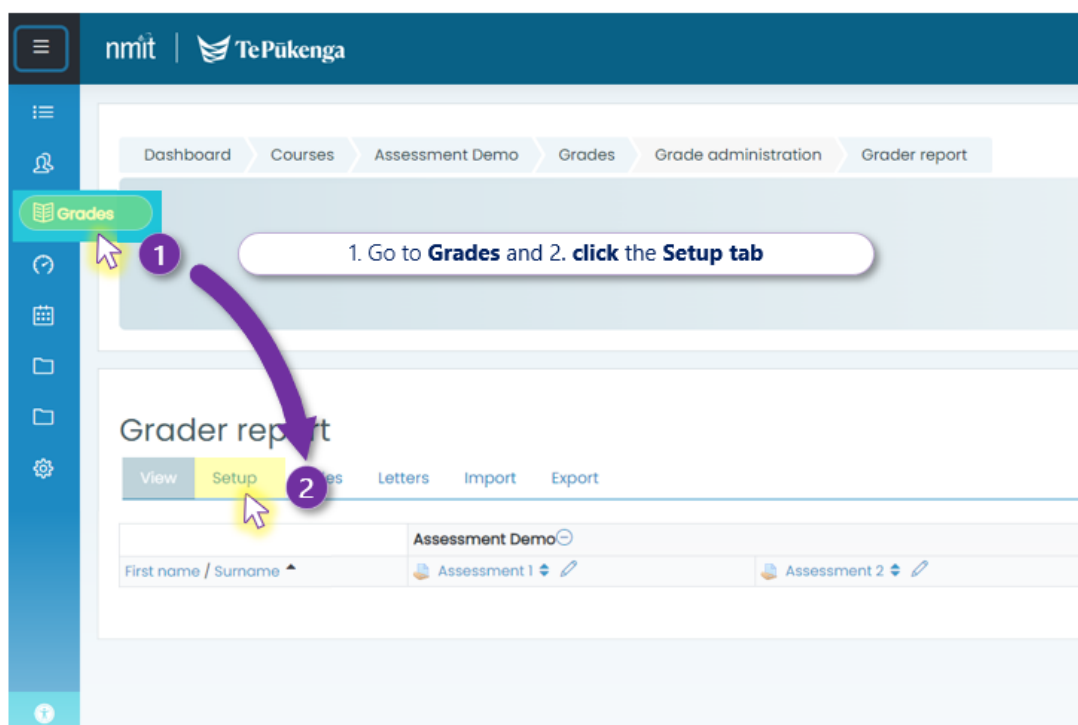 nmit | Te Pūkenga
Dashboard Courses Assessment Demo Grades Grade administration Grader report
Grades
1
1. Go to Grades and 2. click the Setup tab
Grader report
View Setup Letters Import Export
2
Assessment Demo
First name / Surname Assessment 1 Assessment 2